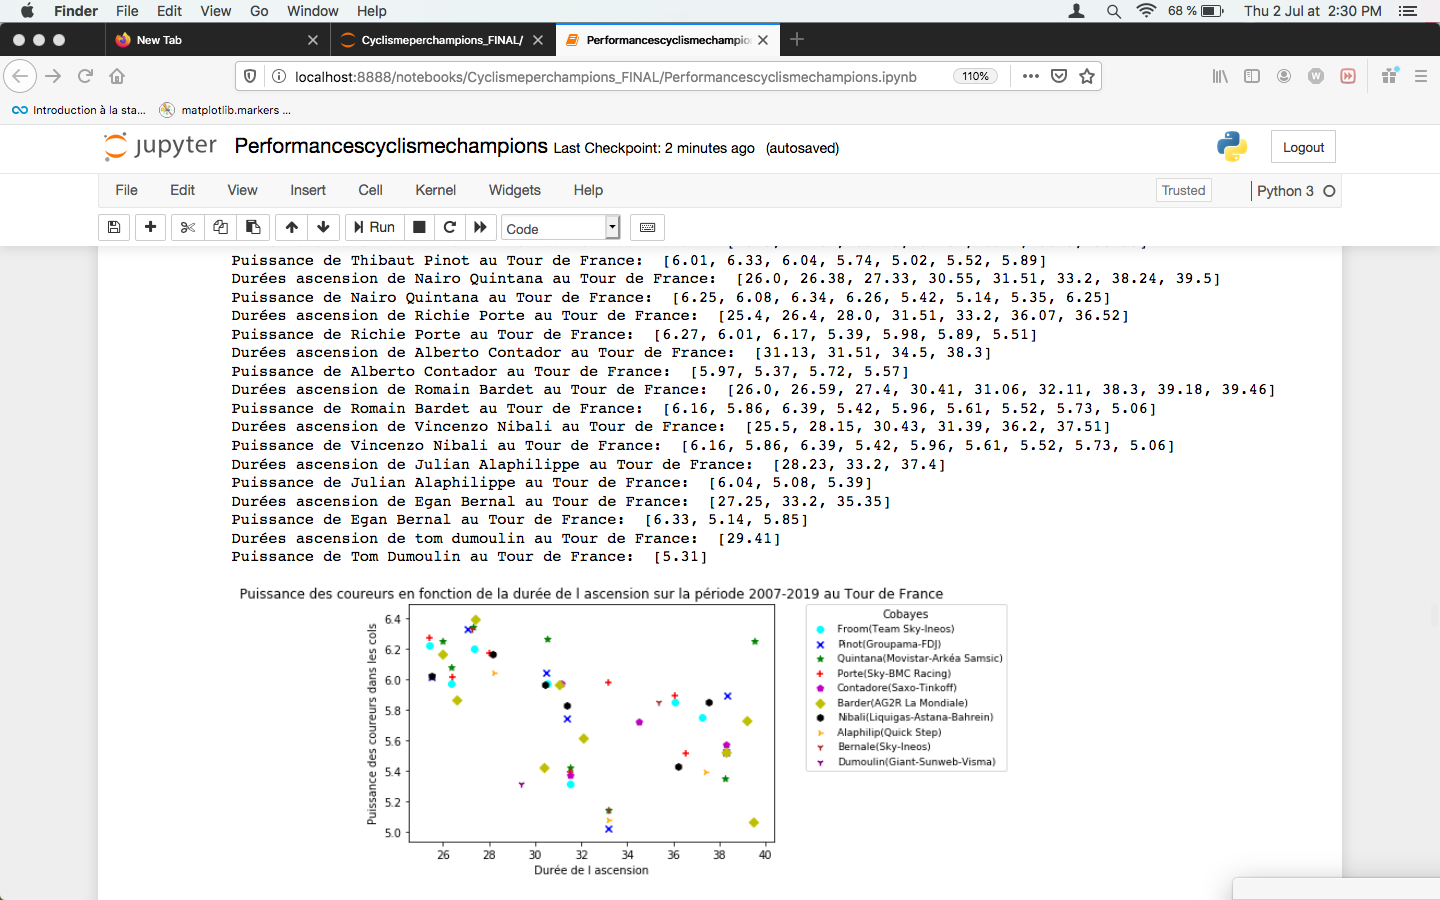 Finder File Edit View Go Window Help 68 % Thu 2 Jul at 2:30 PM
New Tab Cyclismeperchampions_FINAL/ Performancescyclismechampio
localhost:8888/notebooks/Cyclismeperchampions_FINAL/Performancescyclismechampions.ipynb 110%
Introduction à la sta... matplotlib.markers ...
jupyter Performancescyclismechampions Last Checkpoint: 2 minutes ago (autosaved) Logout
File Edit View Insert Cell Kernel Widgets Help Trusted Python 3
Run Code
Puissance de Thibaut Pinot au Tour de France: [6.01, 6.33, 6.04, 5.74, 5.02, 5.52, 5.89]
Durées ascension de Nairo Quintana au Tour de France: [26.0, 26.38, 27.33, 30.55, 31.51, 33.2, 38.24, 39.5]
Puissance de Nairo Quintana au Tour de France: [6.25, 6.08, 6.34, 6.26, 5.42, 5.14, 5.35, 6.25]
Durées ascension de Richie Porte au Tour de France: [25.4, 26.4, 28.0, 31.51, 33.2, 36.07, 36.52]
Puissance de Richie Porte au Tour de France: [6.27, 6.01, 6.17, 5.39, 5.98, 5.89, 5.51]
Durées ascension de Alberto Contador au Tour de France: [31.13, 31.51, 34.5, 38.3]
Puissance de Alberto Contador au Tour de France: [5.97, 5.37, 5.72, 5.57]
Durées ascension de Romain Bardet au Tour de France: [26.0, 26.59, 27.4, 30.41, 31.06, 32.11, 38.3, 39.18, 39.46]
Puissance de Romain Bardet au Tour de France: [6.16, 5.86, 6.39, 5.42, 5.96, 5.61, 5.52, 5.73, 5.06]
Durées ascension de Vincenzo Nibali au Tour de France: [25.5, 28.15, 30.43, 31.39, 36.2, 37.51]
Puissance de Vincenzo Nibali au Tour de France: [6.16, 5.86, 6.39, 5.42, 5.96, 5.61, 5.52, 5.73, 5.06]
Durées ascension de Julian Alaphilippe au Tour de France: [28.23, 33.2, 37.4]
Puissance de Julian Alaphilippe au Tour de France: [6.04, 5.08, 5.39]
Durées ascension de Egan Bernal au Tour de France: [27.25, 33.2, 35.35]
Puissance de Egan Bernal au Tour de France: [6.33, 5.14, 5.85]
Durées ascension de tom dumoulin au Tour de France: [29.41]
Puissance de Tom Dumoulin au Tour de France: [5.31]
Puissance des coureurs en fonction de la durée de l ascension sur la période 2007-2019 au Tour de France
Puissance des coureurs dans les cols
6.4
6.2
6.0
5.8
5.6
5.4
5.2
5.0
26 28 30 32 34 36 38 40
Durée de l ascension
Cobayes
Froom(Team Sky-Ineos)
Pinot(Groupama-FDJ)
Quintana(Movistar-Arkéa Samsic)
Porte(Sky-BMC Racing)
Contadore(Saxo-Tinkoff)
Barder(AG2R La Mondiale)
Nibali(Liquigas-Astana-Bahrein)
Alaphilip(Quick Step)
Bernale(Sky-Ineos)
Dumoulin(Giant-Sunweb-Visma)